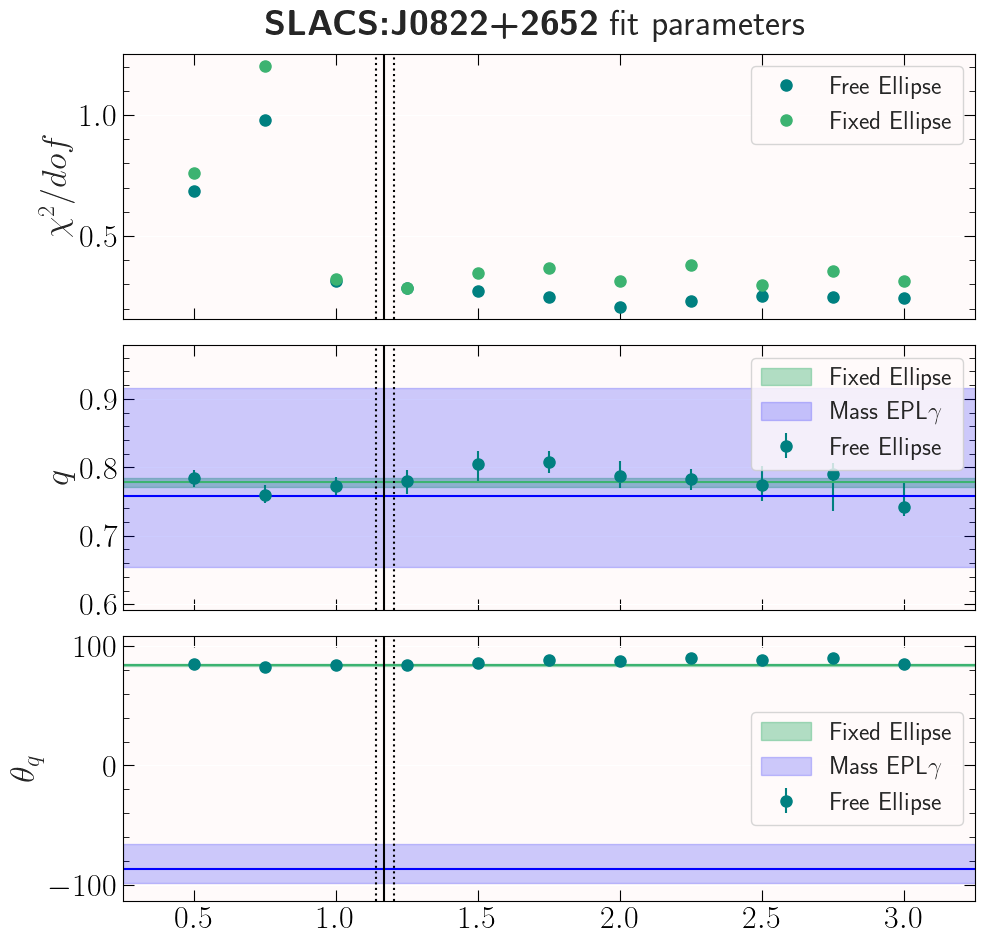 SLACS:J0822+2652 fit parameters
χ²/dof
1.0
0.5
Free Ellipse
Fixed Ellipse
q
0.9
0.8
0.7
0.6
Fixed Ellipse
Mass EPLγ
Free Ellipse
θ_q
100
0
−100
Fixed Ellipse
Mass EPLγ
Free Ellipse
0.5 1.0 1.5 2.0 2.5 3.0